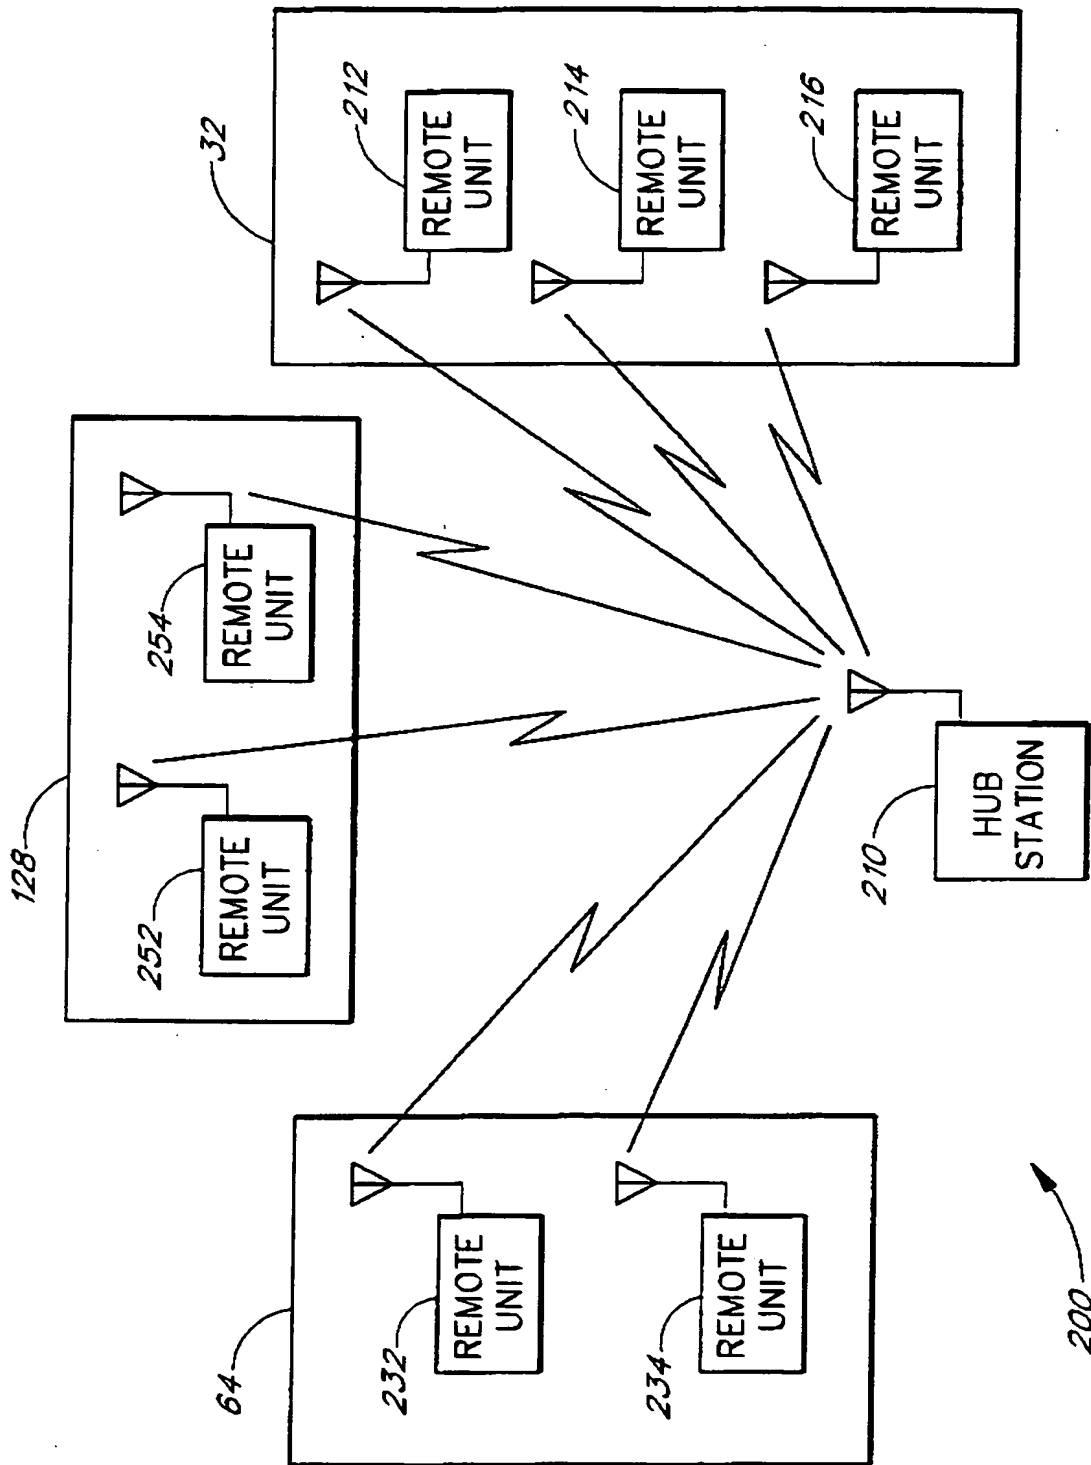 128
32
64
252
REMOTE
UNIT
254
REMOTE
UNIT
212
REMOTE
UNIT
214
REMOTE
UNIT
216
REMOTE
UNIT
232
REMOTE
UNIT
234
REMOTE
UNIT
210
HUB
STATION
200